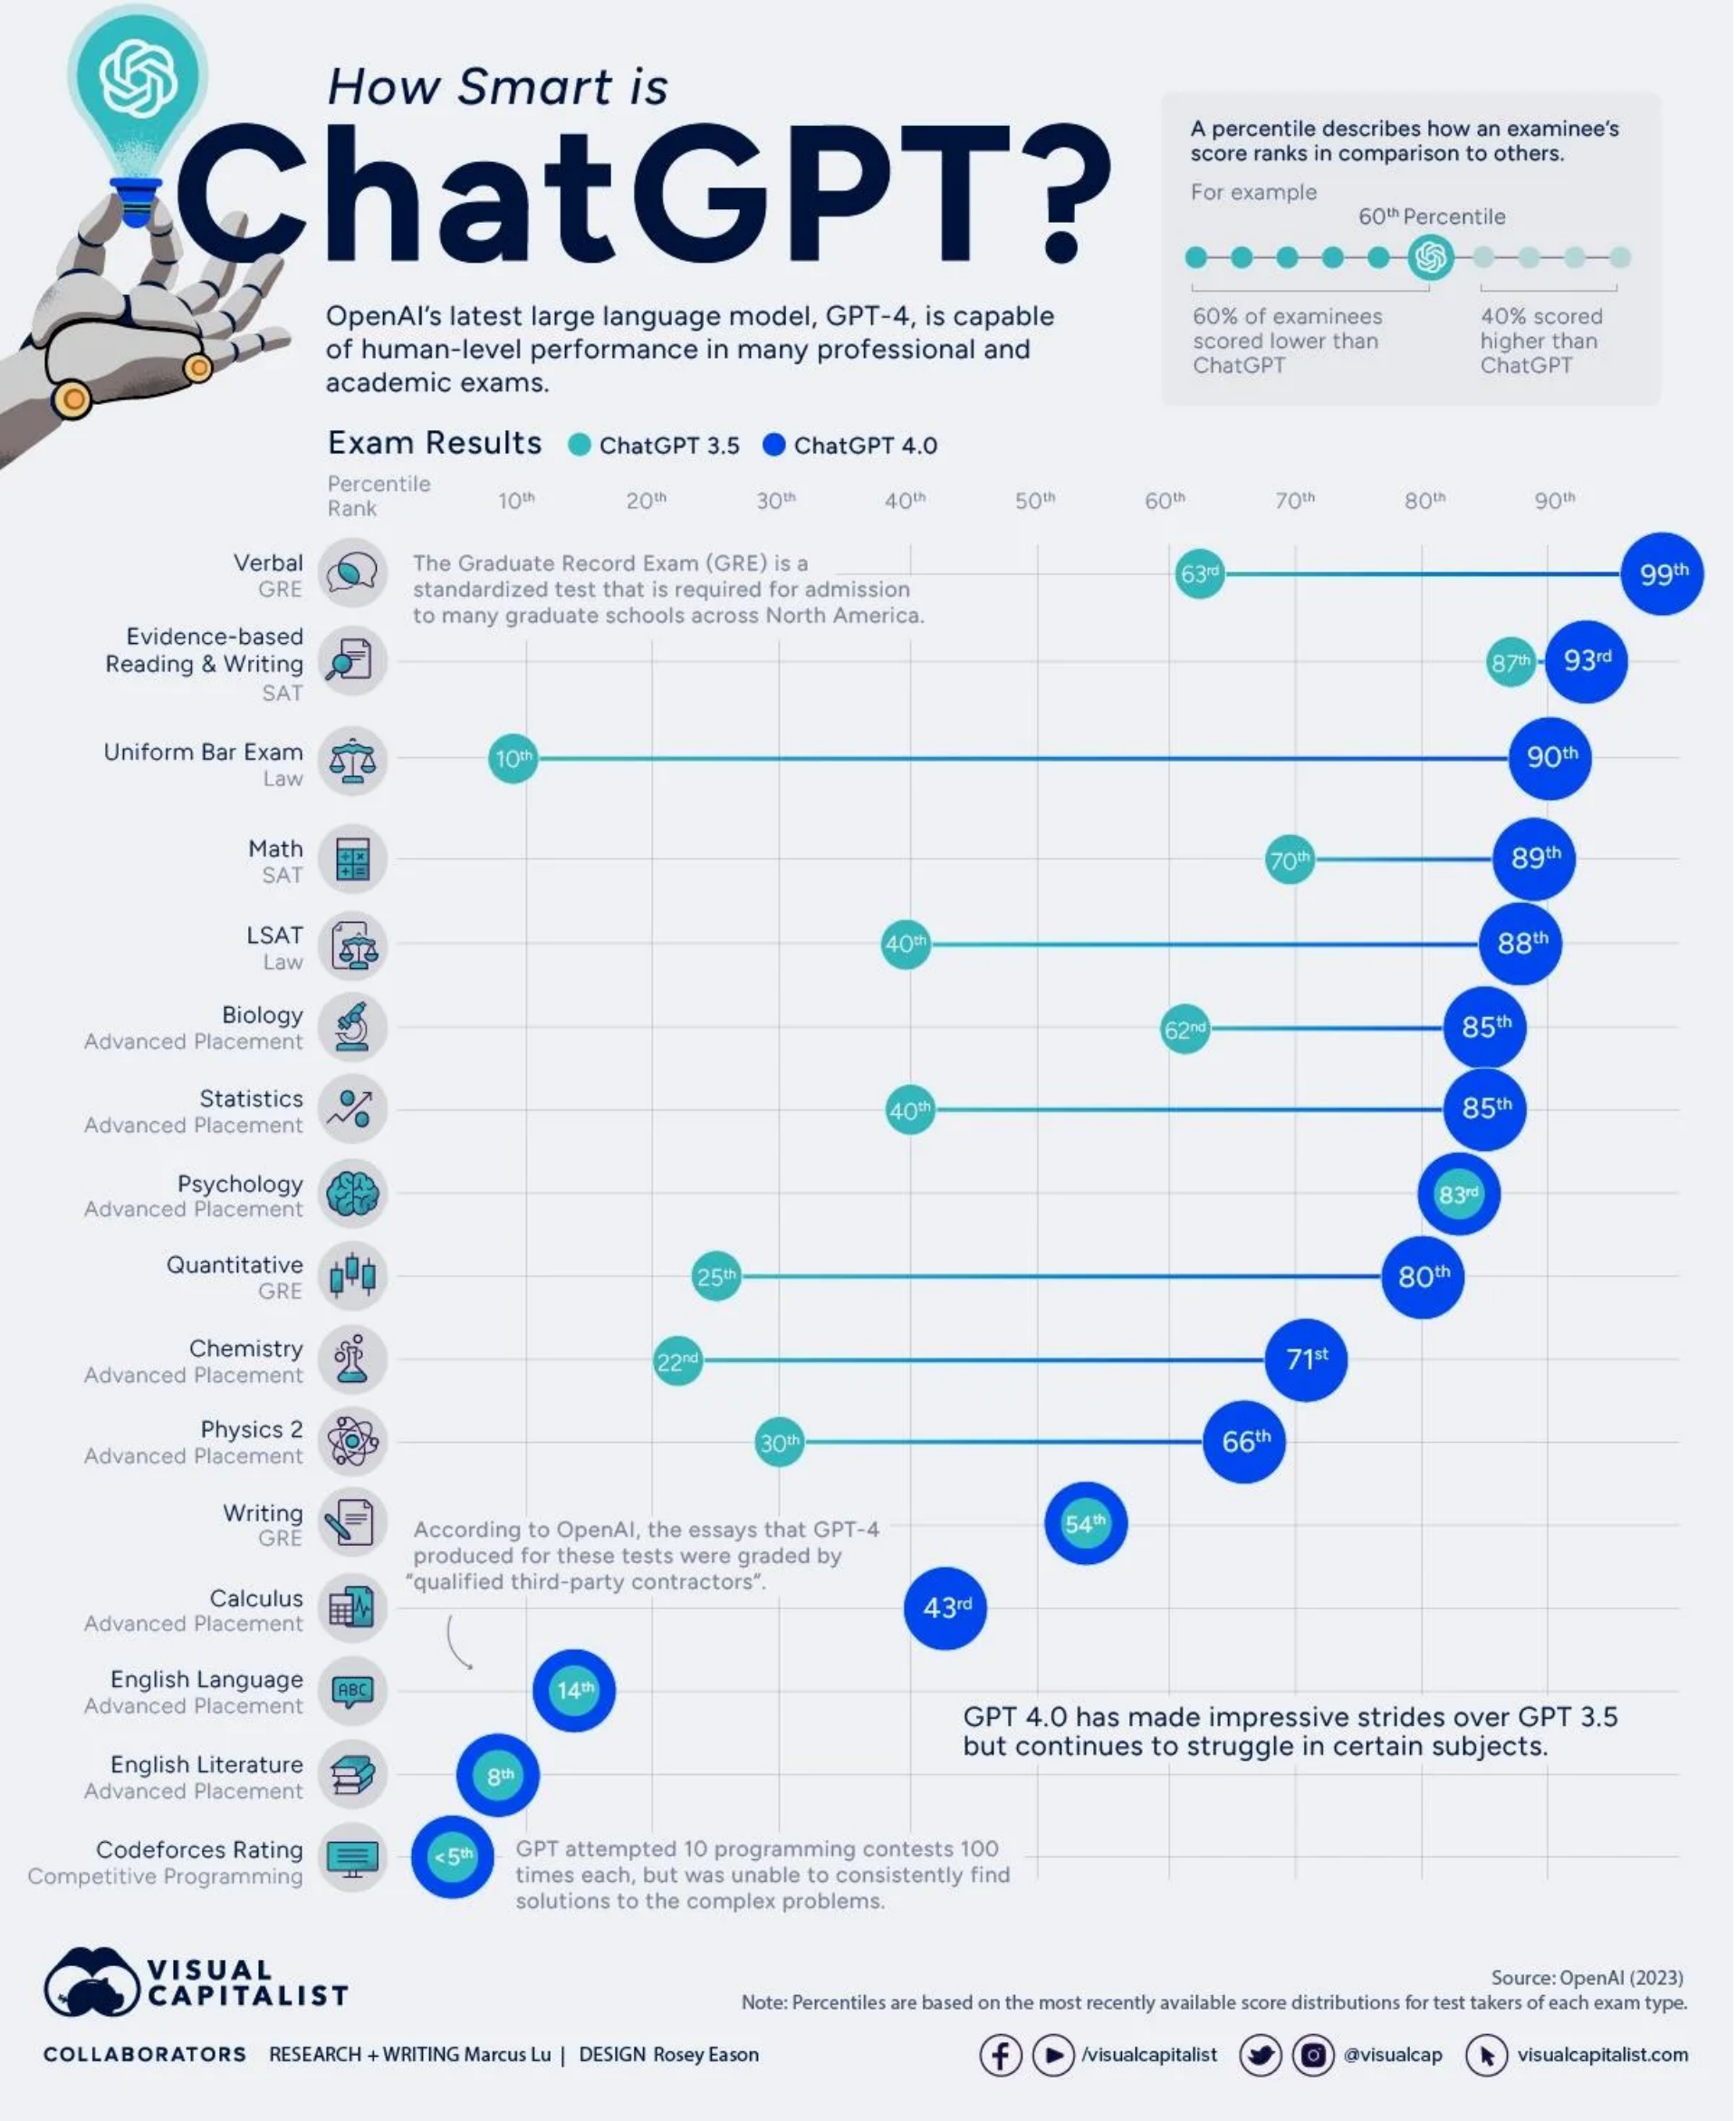 How Smart is
ChatGPT?
OpenAI's latest large language model, GPT-4, is capable
of human-level performance in many professional and
academic exams.
A percentile describes how an examinee's
score ranks in comparison to others.
For example
60th Percentile
60% of examinees
scored lower than
ChatGPT
40% scored
higher than
ChatGPT
Exam Results ChatGPT 3.5 ChatGPT 4.0
Percentile
Rank
10th 20th 30th 40th 50th 60th 70th 80th 90th
Verbal
GRE
The Graduate Record Exam (GRE) is a
standardized test that is required for admission
to many graduate schools across North America.
63rd 99th
Evidence-based
Reading & Writing
SAT
87th 93rd
Uniform Bar Exam
Law
10th 90th
Math
SAT
70th 89th
LSAT
Law
40th 88th
Biology
Advanced Placement
62nd 85th
Statistics
Advanced Placement
40th 85th
Psychology
Advanced Placement
83rd
Quantitative
GRE
25th 80th
Chemistry
Advanced Placement
22nd 71st
Physics 2
Advanced Placement
30th 66th
Writing
GRE
54th
According to OpenAI, the essays that GPT-4
produced for these tests were graded by
"qualified third-party contractors".
Calculus
Advanced Placement
43rd
English Language
Advanced Placement
ABC
14th
GPT 4.0 has made impressive strides over GPT 3.5
but continues to struggle in certain subjects.
English Literature
Advanced Placement
8th
Codeforces Rating
Competitive Programming
<5th
GPT attempted 10 programming contests 100
times each, but was unable to consistently find
solutions to the complex problems.
VISUAL
CAPITALIST
Source: OpenAI (2023)
Note: Percentiles are based on the most recently available score distributions for test takers of each exam type.
COLLABORATORS RESEARCH + WRITING Marcus Lu | DESIGN Rosey Eason
/visualcapitalist @visualcap visualcapitalist.com